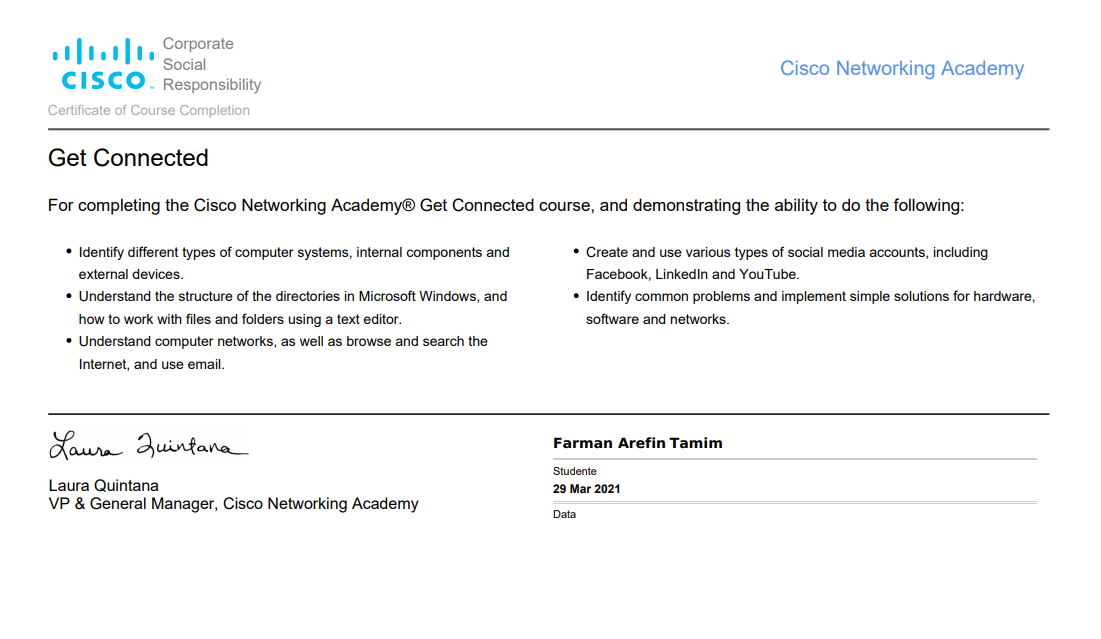 Corporate
Social
Responsibility
CISCO
Cisco Networking Academy
Certificate of Course Completion
Get Connected
For completing the Cisco Networking Academy® Get Connected course, and demonstrating the ability to do the following:
• Identify different types of computer systems, internal components and
external devices.
• Understand the structure of the directories in Microsoft Windows, and
how to work with files and folders using a text editor.
• Understand computer networks, as well as browse and search the
Internet, and use email.
• Create and use various types of social media accounts, including
Facebook, LinkedIn and YouTube.
• Identify common problems and implement simple solutions for hardware,
software and networks.
Laura Quintana
Laura Quintana
VP & General Manager, Cisco Networking Academy
Farman Arefin Tamim
Studente
29 Mar 2021
Data